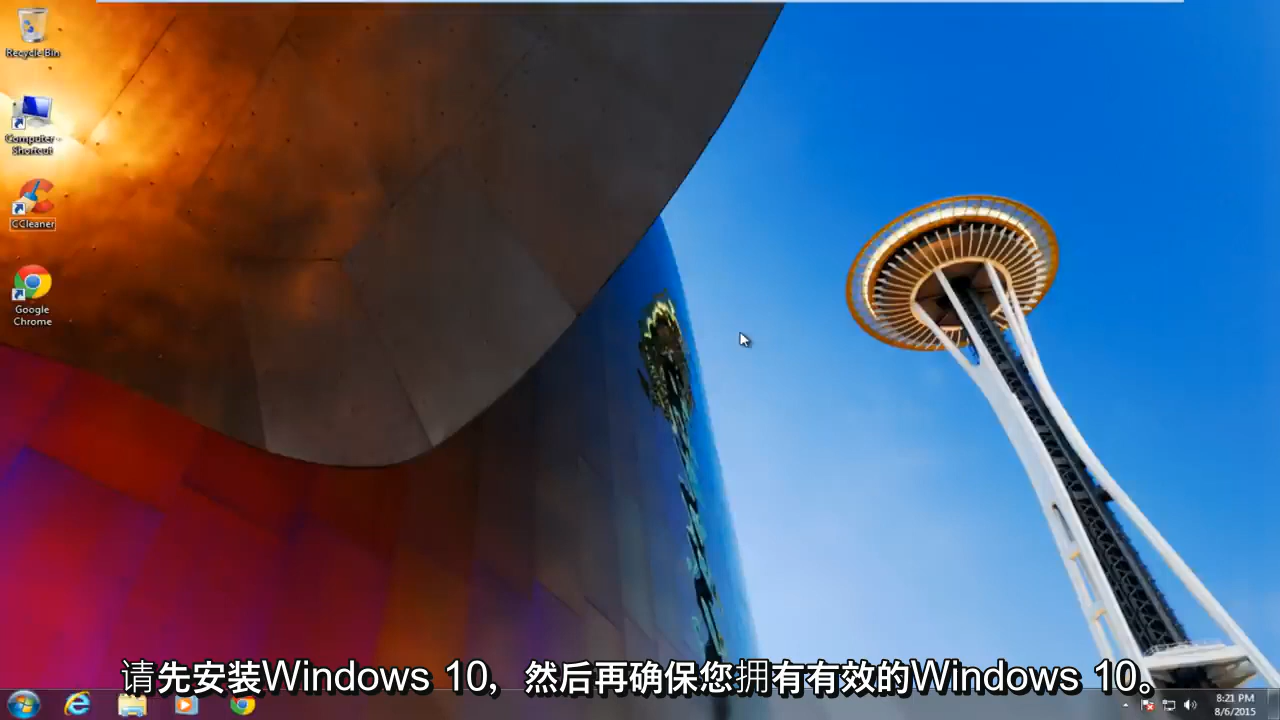 Recycle Bin
Computer -
Shortcut
CCleaner
Google
Chrome
请先安装Windows 10，然后再确保您拥有有效的Windows 10。
8:21 PM
8/6/2015